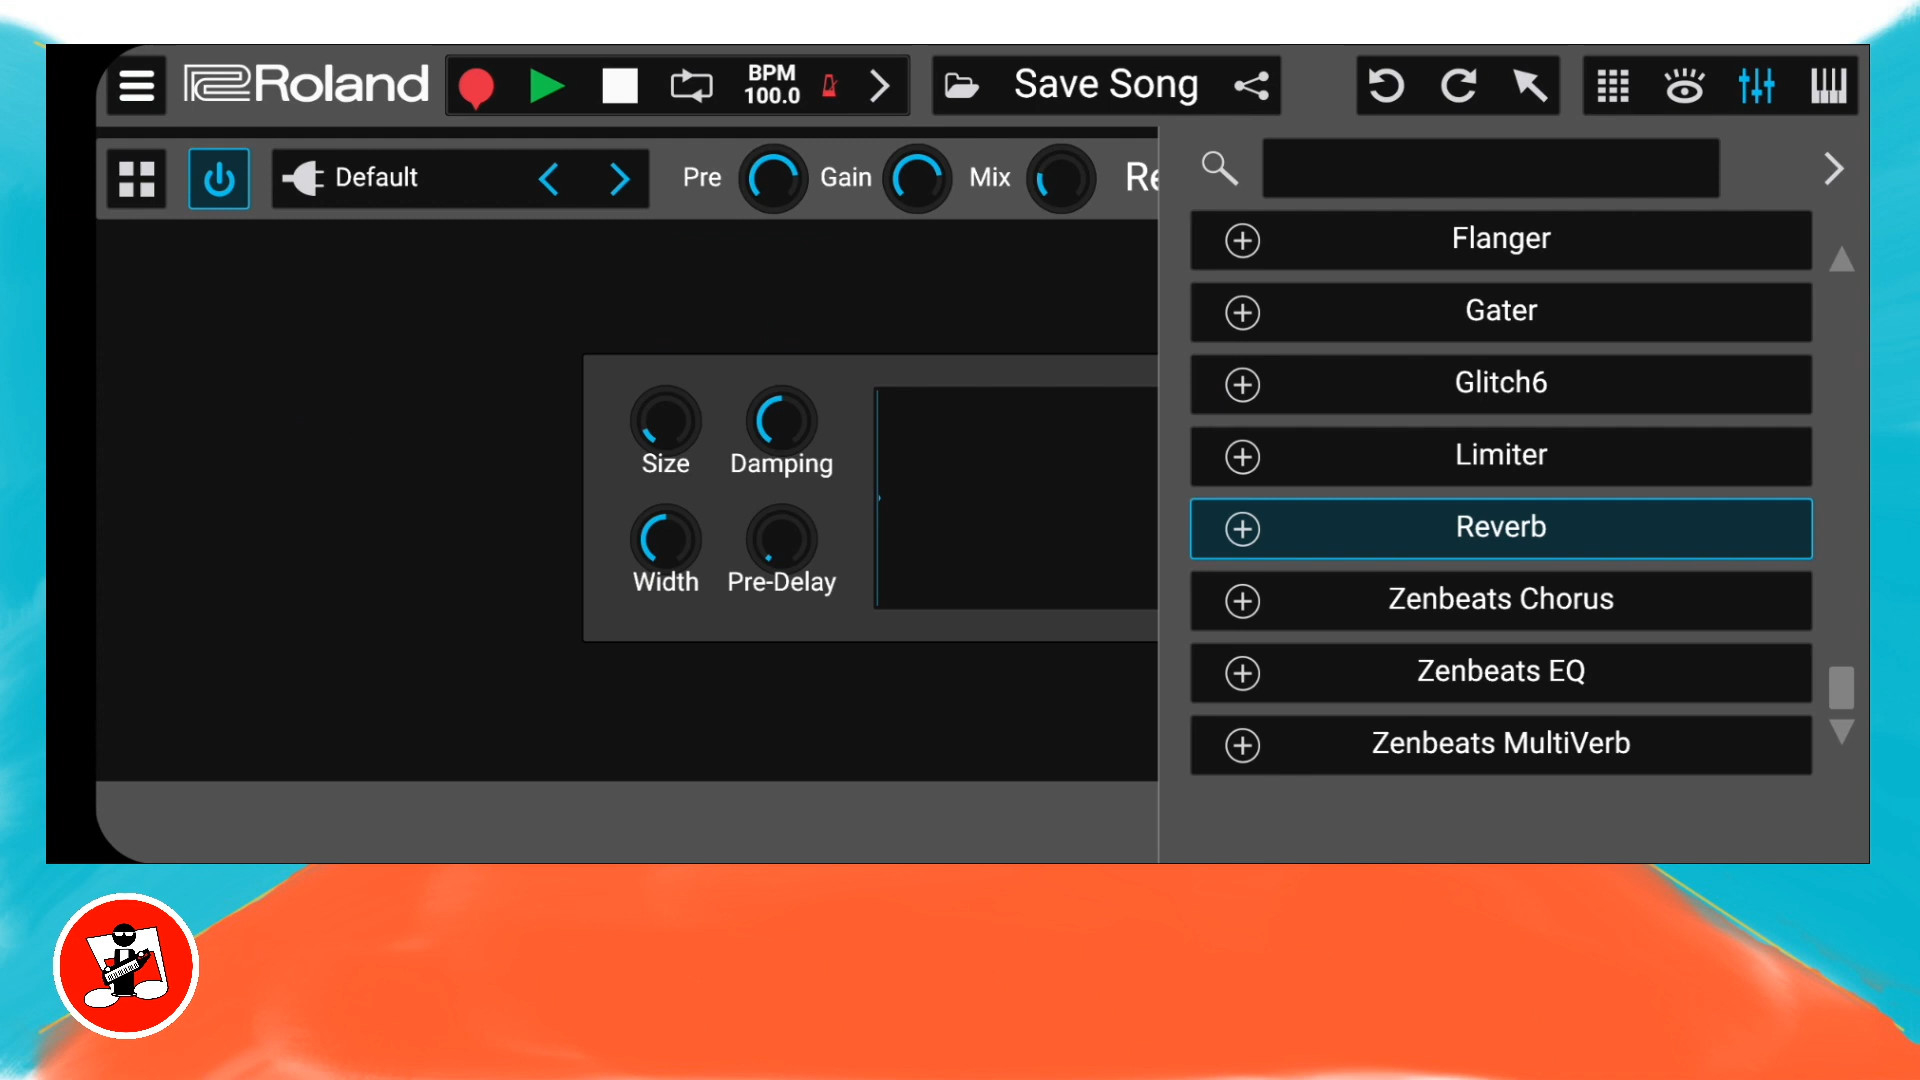 Roland
BPM
100.0
Save Song
Default
Pre
Gain
Mix
Re
Flanger
Gater
Glitch6
Limiter
Reverb
Zenbeats Chorus
Zenbeats EQ
Zenbeats MultiVerb
Size
Damping
Width
Pre-Delay